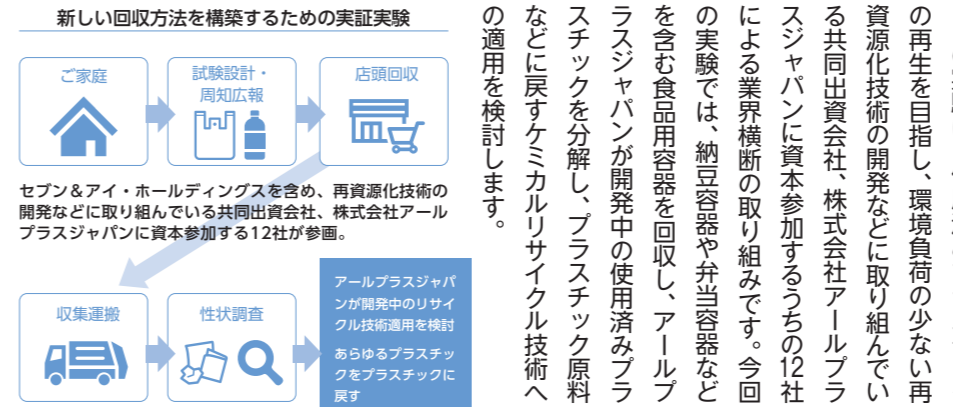 新しい回収方法を構築するための実証実験
ご家庭
試験設計・
周知広報
店頭回収
セブン＆アイ・ホールディングスを含め、再資源化技術の
開発などに取り組んでいる共同出資会社、株式会社アール
プラスジャパンに資本参加する12社が参画。
収集運搬
性状調査
アールプラスジャパ
ンが開発中のリサイ
クル技術適用を検討
あらゆるプラスチッ
クをプラスチックに
戻す
の再生を目指し、環境負荷の少ない再
資源化技術の開発などに取り組んでい
る共同出資会社、株式会社アールプラ
スジャパンに資本参加するうちの12社
による業界横断の取り組みです。今回
の実験では、納豆容器や弁当容器など
を含む食品用容器を回収し、アールプ
ラスジャパンが開発中の使用済みプラ
スチックを分解し、プラスチック原料
などに戻すケミカルリサイクル技術へ
の適用を検討します。